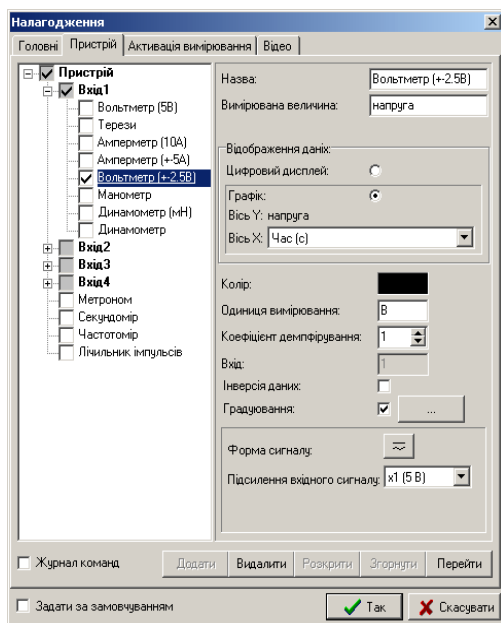 Налагодження
Головні Пристрій Активація вимірювання Відео
Пристрій
Вхід1
Вольтметр (5В)
Терези
Амперметр (10А)
Амперметр (+-5А)
Вольтметр (+-2.5В)
Манометр
Динамометр (мН)
Динамометр
Вхід2
Вхід3
Вхід4
Метроном
Секундомір
Частотомір
Лічильник імпульсів
Назва: Вольтметр (+-2.5В)
Вимірювана величина: напруга
Відображення даніх:
Цифровий дисплей:
Графік:
Вісь Y: напруга
Вісь X: Час (с)
Колір:
Одиниця вимірювання: В
Коефіцієнт демпфірування: 1
Вхід: 1
Інверсія даних:
Градуювання: ...
Форма сигналу:
Підсилення вхідного сигналу: x1 (5 В)
Журнал команд Додати Видалити Розкрити Згорнути Перейти
Задати за замовчуванням Так Скасувати